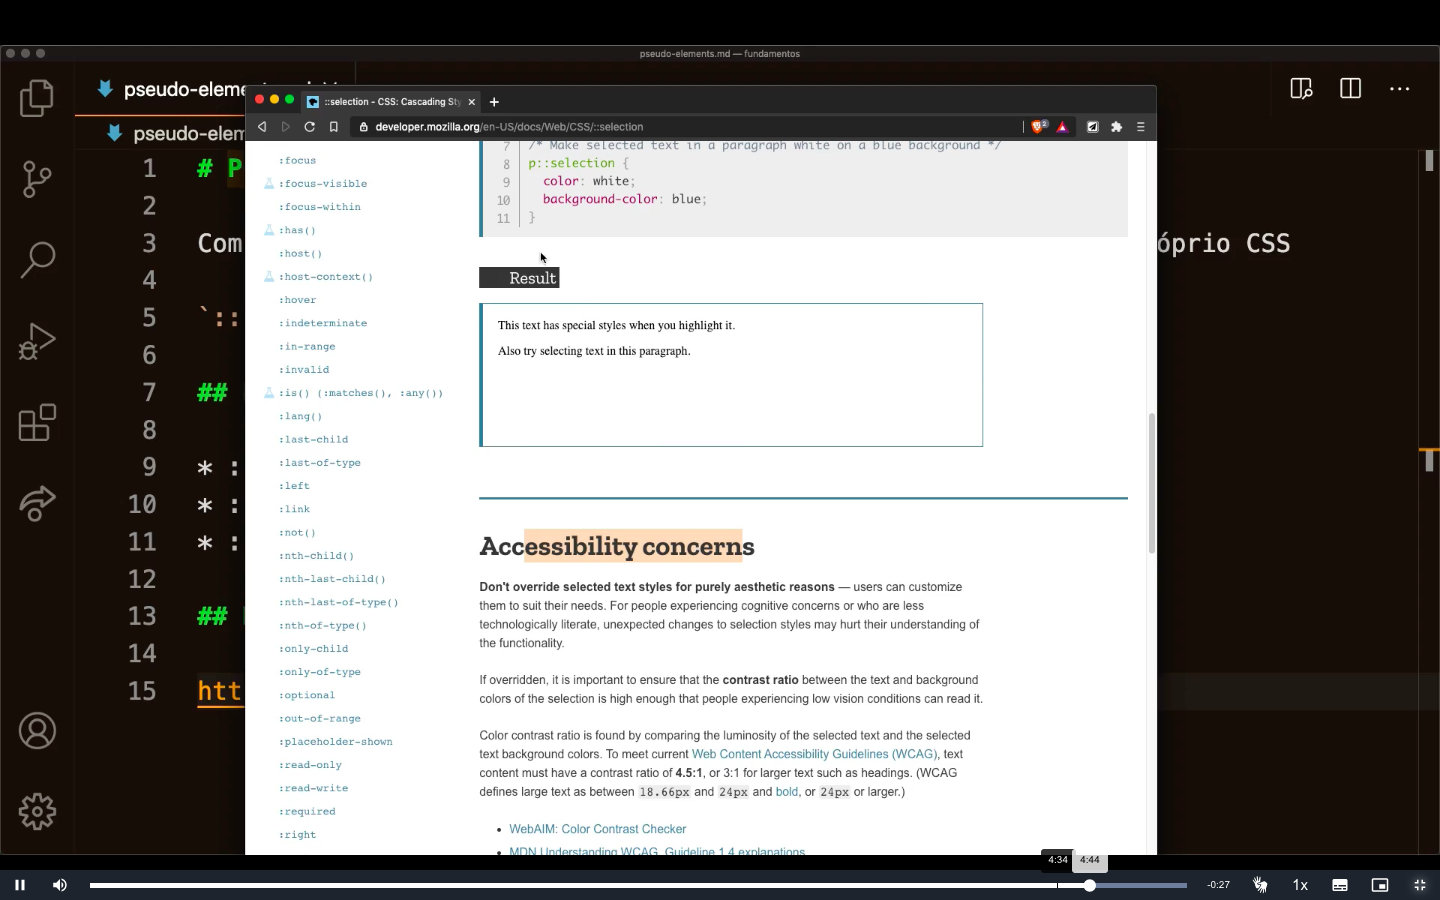 pseudo-elements.md — fundamentos
pseudo-eleme
pseudo-elem
::selection - CSS: Cascading Sty
developer.mozilla.org/en-US/docs/Web/CSS/::selection
2
1 # P
2
3 Com
óprio CSS
4
5 `::
6
7 ##
8
9 * :
10 * :
11 * :
12
13 ##
14
15 htt
:focus
:focus-visible
:focus-within
:has()
:host()
:host-context()
:hover
:indeterminate
:in-range
:invalid
:is() (:matches(), :any())
:lang()
:last-child
:last-of-type
:left
:link
:not()
:nth-child()
:nth-last-child()
:nth-last-of-type()
:nth-of-type()
:only-child
:only-of-type
:optional
:out-of-range
:placeholder-shown
:read-only
:read-write
:required
:right
7 /* Make selected text in a paragraph white on a blue background */
8 p::selection {
9 color: white;
10 background-color: blue;
11 }
Result
This text has special styles when you highlight it.
Also try selecting text in this paragraph.
Accessibility concerns
Don't override selected text styles for purely aesthetic reasons — users can customize
them to suit their needs. For people experiencing cognitive concerns or who are less
technologically literate, unexpected changes to selection styles may hurt their understanding of
the functionality.
If overridden, it is important to ensure that the contrast ratio between the text and background
colors of the selection is high enough that people experiencing low vision conditions can read it.
Color contrast ratio is found by comparing the luminosity of the selected text and the selected
text background colors. To meet current Web Content Accessibility Guidelines (WCAG), text
content must have a contrast ratio of 4.5:1, or 3:1 for larger text such as headings. (WCAG
defines large text as between 18.66px and 24px and bold, or 24px or larger.)
• WebAIM: Color Contrast Checker
MDN Understanding WCAG, Guideline 1.4 explanations
4:34
4:44
-0:27
1x